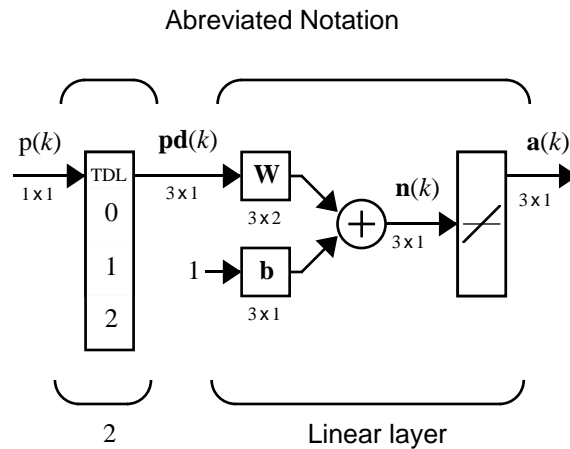 Abreviated Notation
p(k)
1 x 1
TDL
0
1
2
pd(k)
3 x 1
W
3 x 2
1
b
3 x 1
n(k)
3 x 1
a(k)
3 x 1
2
Linear layer